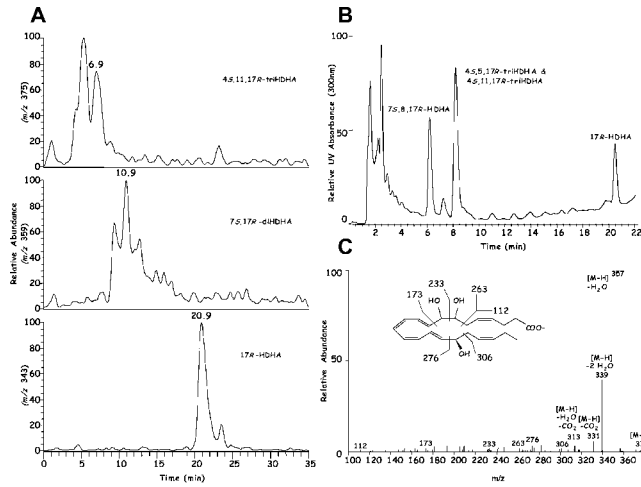 A
100
80
60
40
20
0
6.9
4S,11,17R-triHDHA
(m/z 375)
100
80
60
40
20
0
10.9
7S,17R-diHDHA
Relative Abundance
(m/z 359)
100
80
60
40
20
0
20.9
17R-HDHA
(m/z 343)
0 5 10 15 20 25 30 35
Time (min)
B
100
50
0
Relative UV Absorbance (300nm)
4S,5,17R-triHDHA &
4S,11,17R-triHDHA
7S,8,17R-HDHA
17R-HDHA
2 4 6 8 10 12 14 16 18 20 22
Time (min)
C
100
50
0
Relative Abundance
173
233
263
112
HO
OH
COO-
276
OH
306
[M-H] 357
-H2O
[M-H]
-2 H2O
339
[M-H]
-H2O
-CO2
313
[M-H]
-CO2
331
[M-H
37
112
173
233
263
276
306
100 120 140 160 180 200 220 240 260 280 300 320 340 360
m/z